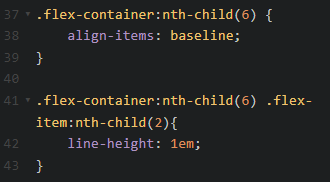 37 .flex-container:nth-child(6) {
38     align-items: baseline;
39 }
40
41 .flex-container:nth-child(6) .flex-
item:nth-child(2){
42     line-height: 1em;
43 }